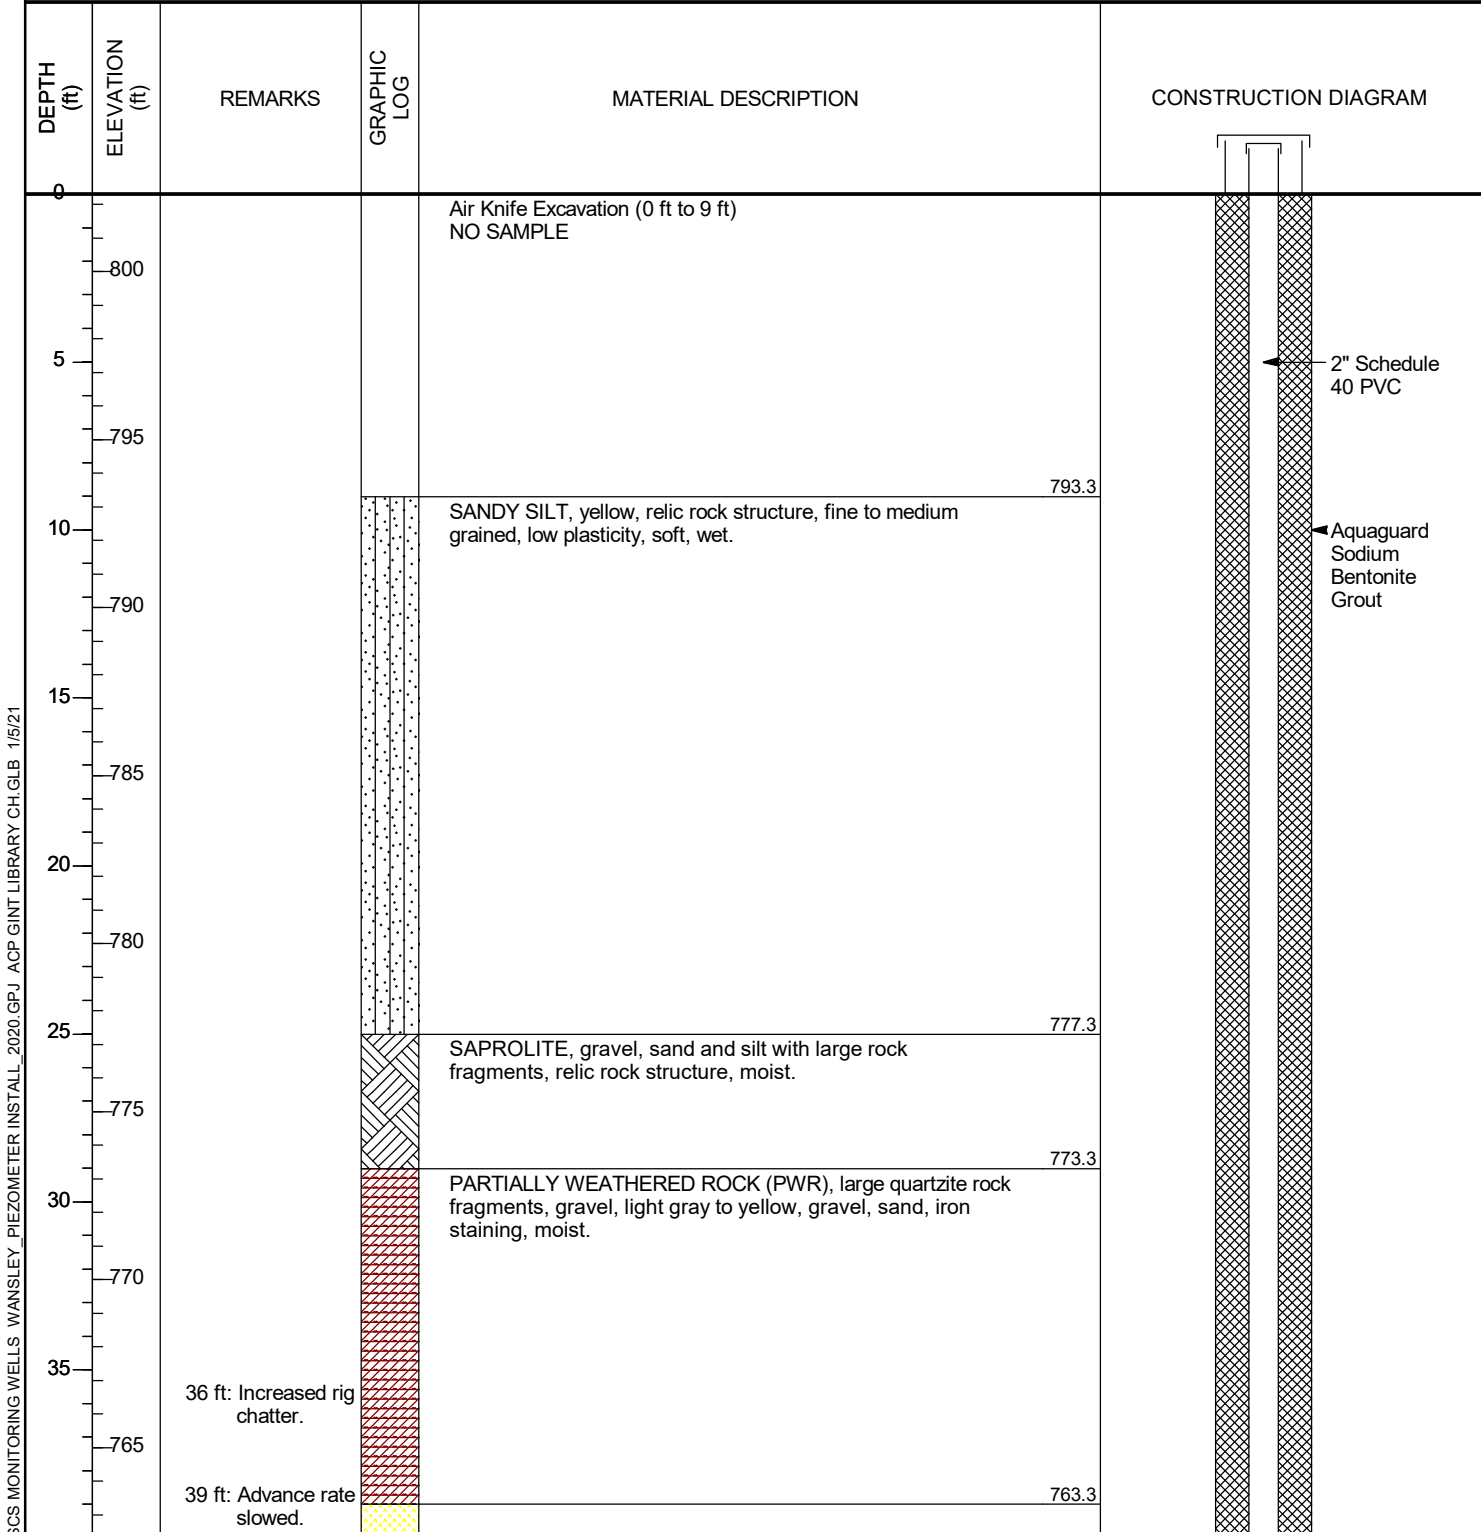 DEPTH
(ft)
ELEVATION
(ft)
REMARKS
GRAPHIC
LOG
MATERIAL DESCRIPTION
CONSTRUCTION DIAGRAM
0
Air Knife Excavation (0 ft to 9 ft)
NO SAMPLE
800
5
2" Schedule
40 PVC
795
793.3
SANDY SILT, yellow, relic rock structure, fine to medium
grained, low plasticity, soft, wet.
10
Aquaguard
Sodium
Bentonite
Grout
790
15
785
20
780
25
777.3
SAPROLITE, gravel, sand and silt with large rock
fragments, relic rock structure, moist.
775
773.3
PARTIALLY WEATHERED ROCK (PWR), large quartzite rock
fragments, gravel, light gray to yellow, gravel, sand, iron
staining, moist.
30
770
35
36 ft: Increased rig
chatter.
765
39 ft: Advance rate
slowed.
763.3
SCS MONITORING WELLS WANSLEY_PIEZOMETER INSTALL_2020.GPJ ACP GINT LIBRARY CH.GLB 1/5/21